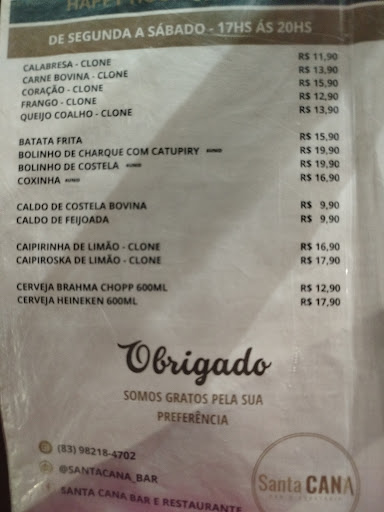 HAPPY HOUR
DE SEGUNDA A SÁBADO - 17HS ÁS 20HS
CALABRESA - CLONE R$ 11,90
CARNE BOVINA - CLONE R$ 13,90
CORAÇÃO - CLONE R$ 15,90
FRANGO - CLONE R$ 12,90
QUEIJO COALHO - CLONE R$ 13,90
BATATA FRITA R$ 15,90
BOLINHO DE CHARQUE COM CATUPIRY R$ 19,90
BOLINHO DE COSTELA R$ 19,90
COXINHA R$ 16,90
CALDO DE COSTELA BOVINA R$ 9,90
CALDO DE FEIJOADA R$ 9,90
CAIPIRINHA DE LIMÃO - CLONE R$ 16,90
CAIPIROSKA DE LIMÃO - CLONE R$ 17,90
CERVEJA BRAHMA CHOPP 600ML R$ 12,90
CERVEJA HEINEKEN 600ML R$ 17,90
Obrigado
SOMOS GRATOS PELA SUA
PREFERÊNCIA
(83) 98218-4702
@SANTACANA_BAR
SANTA CANA BAR E RESTAURANTE
Santa CANA